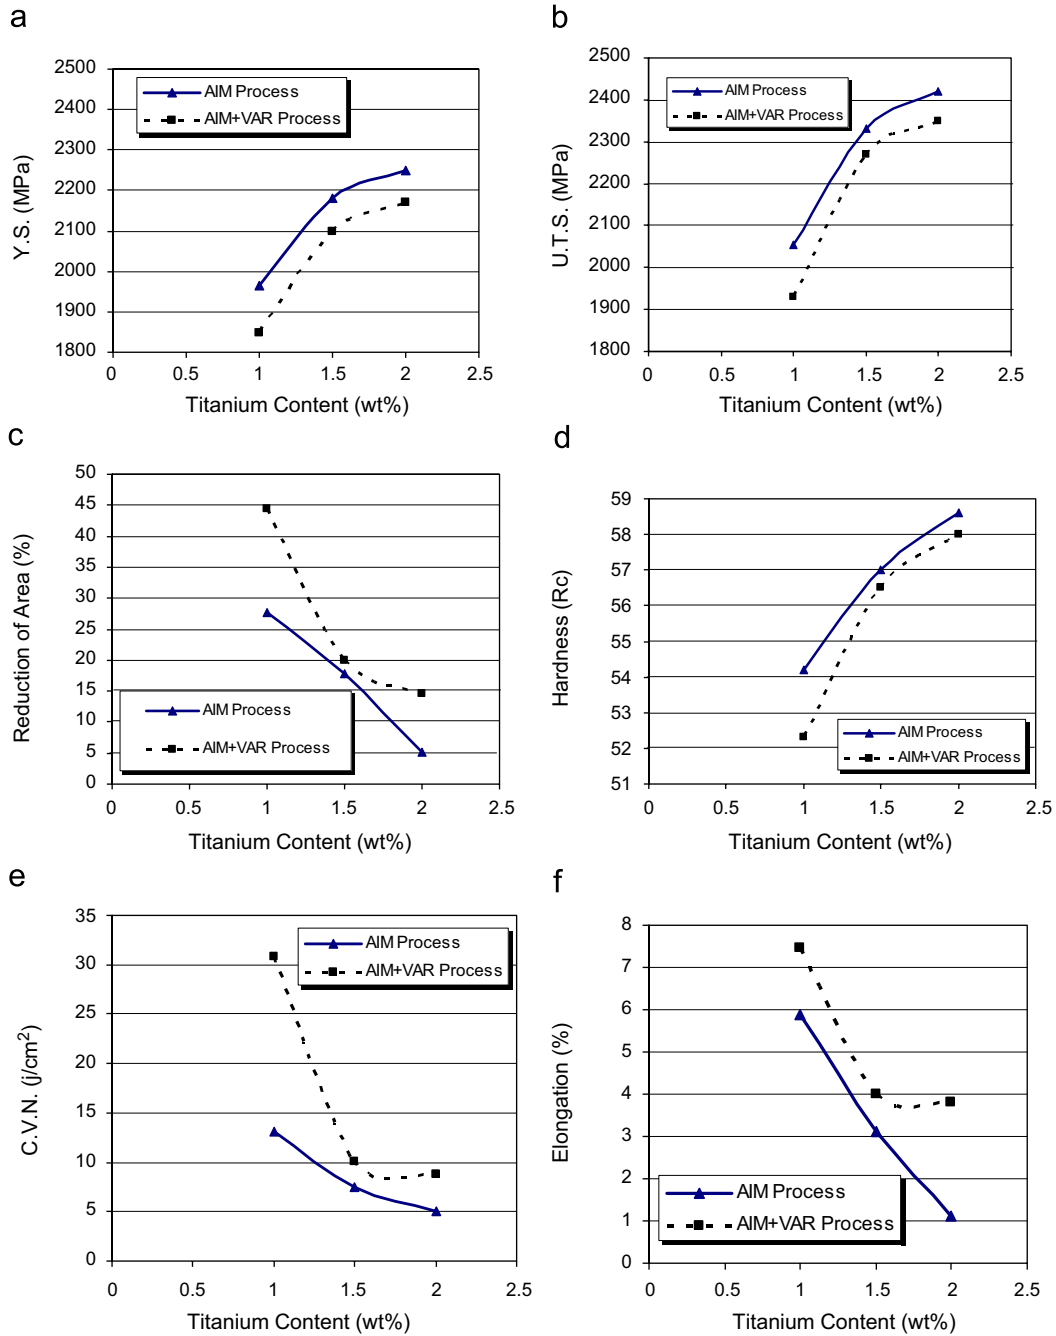 a
2500
2400
2300
2200
2100
2000
1900
1800
Y.S. (MPa)
AIM Process
AIM+VAR Process
0 0.5 1 1.5 2 2.5
Titanium Content (wt%)
b
2500
2400
2300
2200
2100
2000
1900
1800
U.T.S. (MPa)
AIM Process
AIM+VAR Process
0 0.5 1 1.5 2 2.5
Titanium Content (wt%)
c
50
45
40
35
30
25
20
15
10
5
0
Reduction of Area (%)
AIM Process
AIM+VAR Process
0 0.5 1 1.5 2 2.5
Titanium Content (wt%)
d
59
58
57
56
55
54
53
52
51
Hardness (Rc)
AIM Process
AIM+VAR Process
0 0.5 1 1.5 2 2.5
Titanium Content (wt%)
e
35
30
25
20
15
10
5
0
C.V.N. (j/cm²)
AIM Process
AIM+VAR Process
0 0.5 1 1.5 2 2.5
Titanium Content (wt%)
f
8
7
6
5
4
3
2
1
0
Elongation (%)
AIM Process
AIM+VAR Process
0 0.5 1 1.5 2 2.5
Titanium Content (wt%)